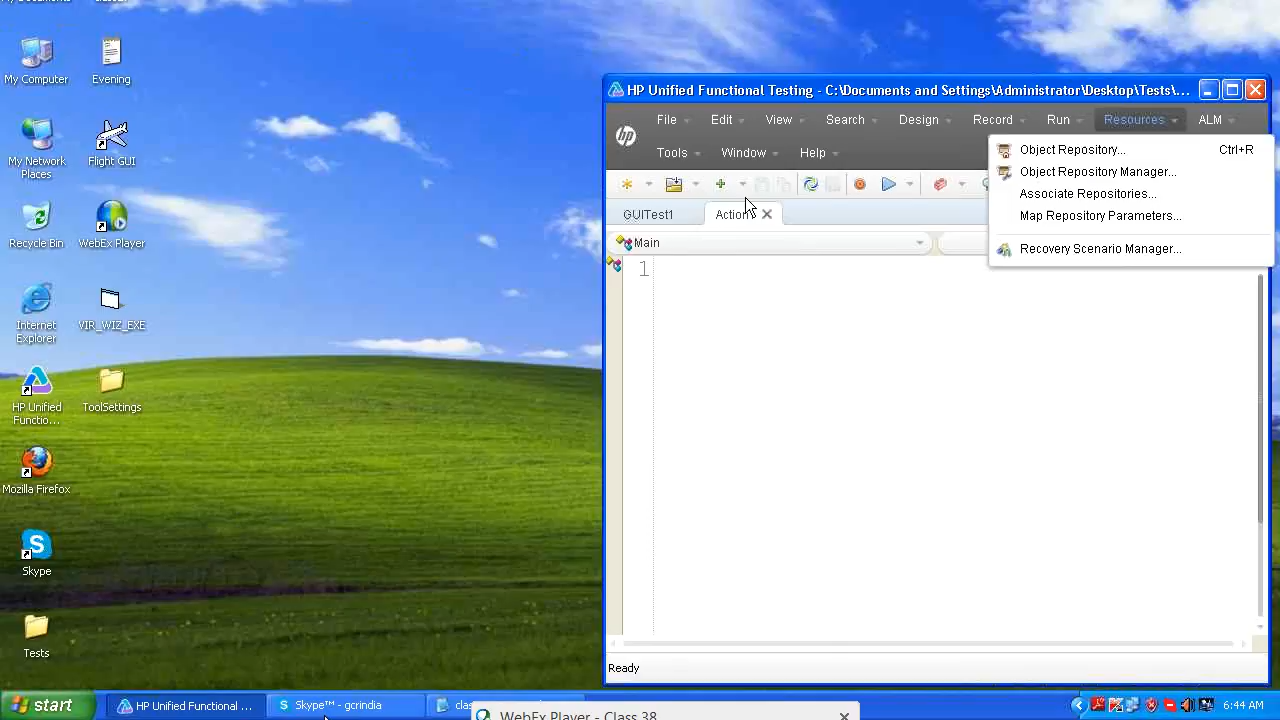 My Computer
Evening
My Network
Places
Flight GUI
Recycle Bin
WebEx Player
Internet
Explorer
VIR_WIZ_EXE
HP Unified
Functio...
ToolSettings
Mozilla Firefox
S
Skype
Tests
HP Unified Functional Testing - C:\Documents and Settings\Administrator\Desktop\Tests\...
hp
File Edit View Search Design Record Run Resources ALM
Tools Window Help
Object Repository... Ctrl+R
Object Repository Manager...
Associate Repositories...
Map Repository Parameters...
Recovery Scenario Manager...
GUITest1
Main
1
Ready
start
HP Unified Functional ...
S Skype™ - gcrindia
WebEx Player - Class 38
6:44 AM